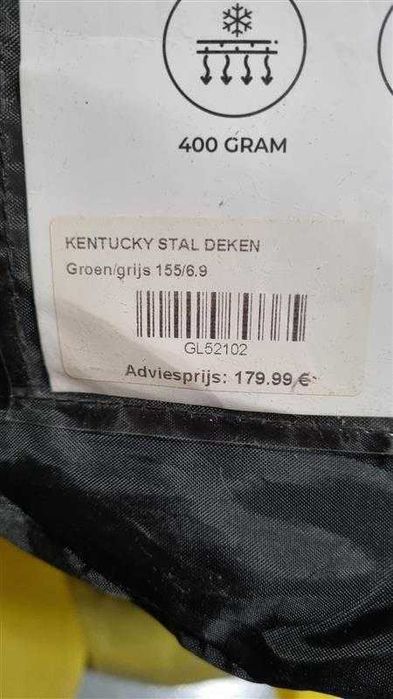 400 GRAM
KENTUCKY STAL DEKEN
Groen/grijs 155/6.9
GL52102
Adviesprijs: 179.99 €